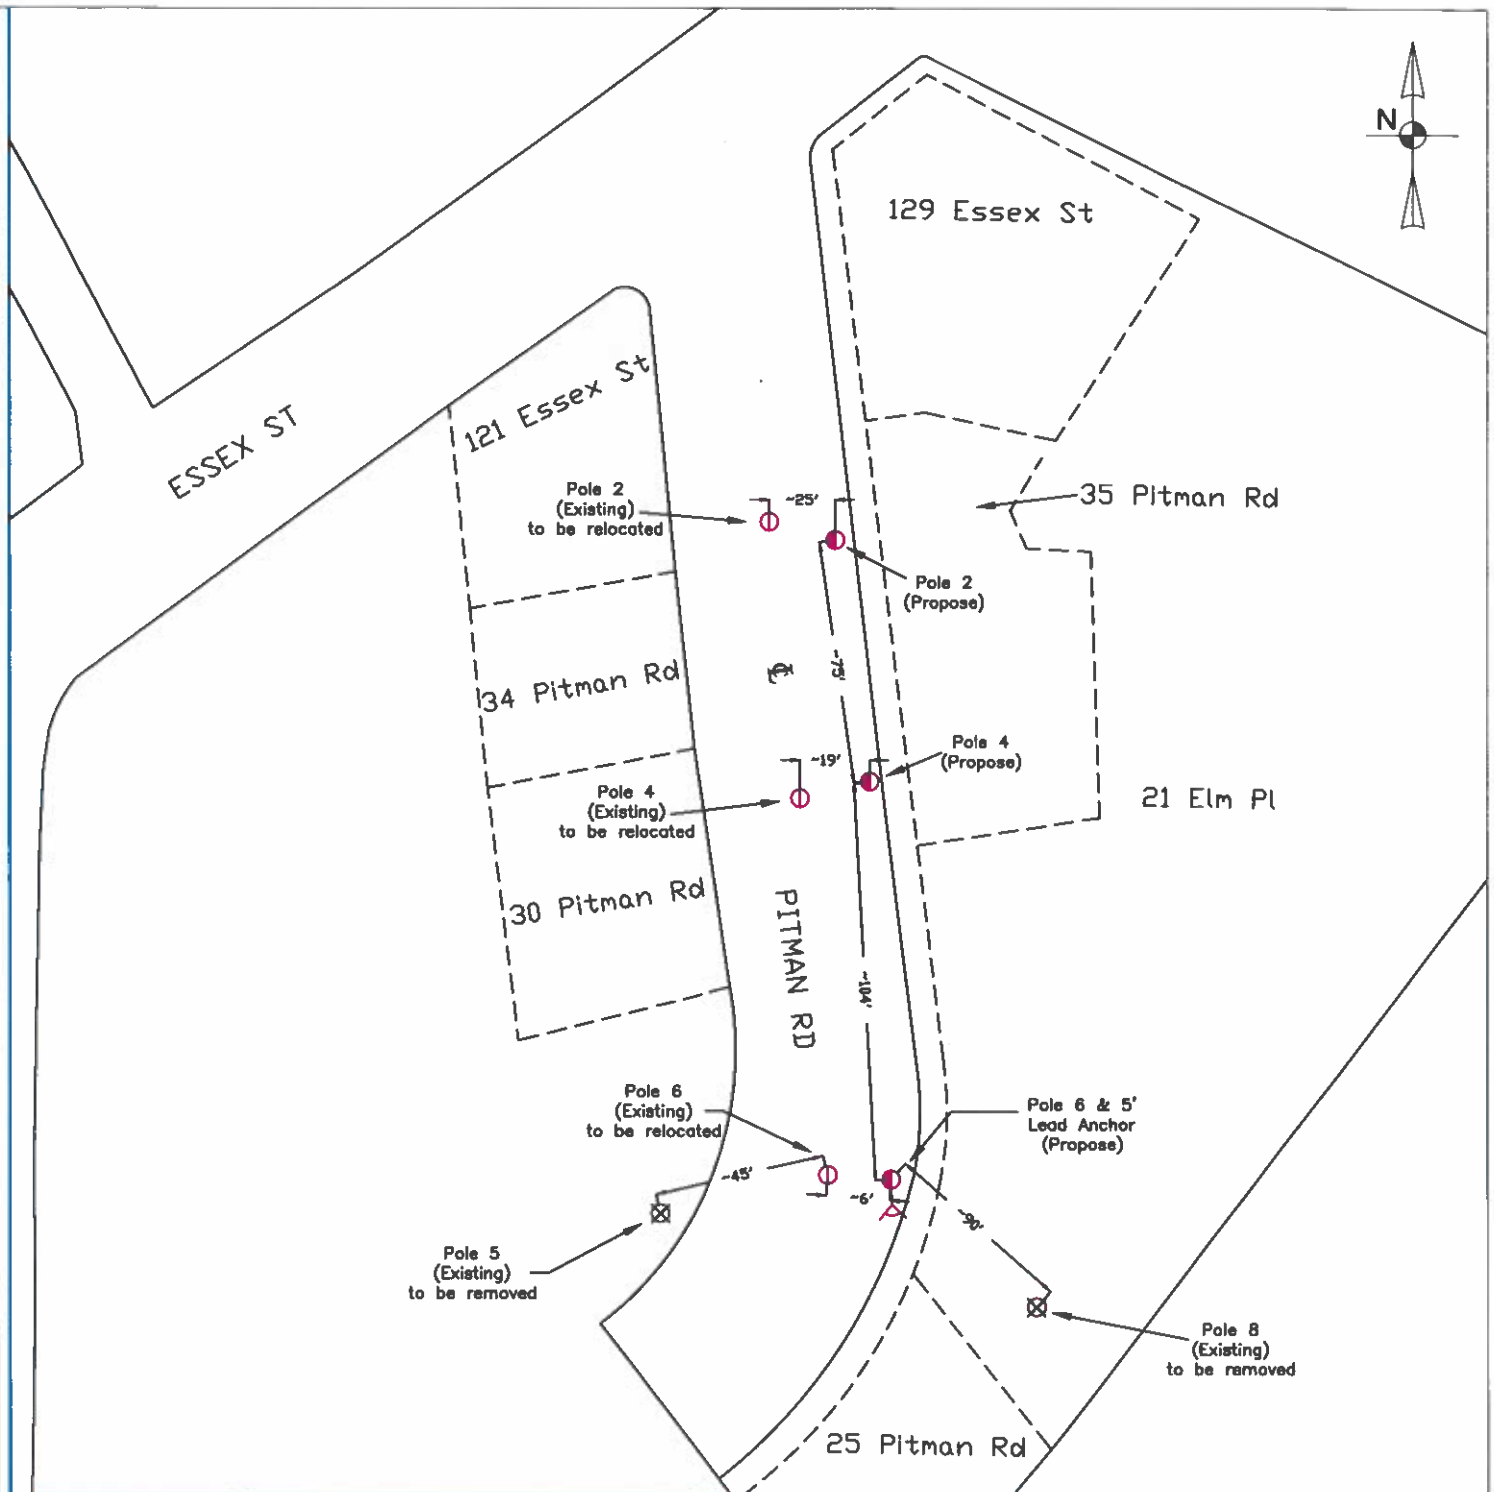 N
129 Essex St
121 Essex St
ESSEX ST
Pole 2
(Existing)
to be relocated
~25'
35 Pitman Rd
Pole 2
(Propose)
34 Pitman Rd
℄
~75'
Pole 4
(Propose)
~19'
Pole 4
(Existing)
to be relocated
21 Elm Pl
30 Pitman Rd
PITMAN RD
~104'
Pole 6
(Existing)
to be relocated
Pole 6 & 5'
Lead Anchor
(Propose)
~45'
~6'
~90'
Pole 5
(Existing)
to be removed
Pole 8
(Existing)
to be removed
25 Pitman Rd